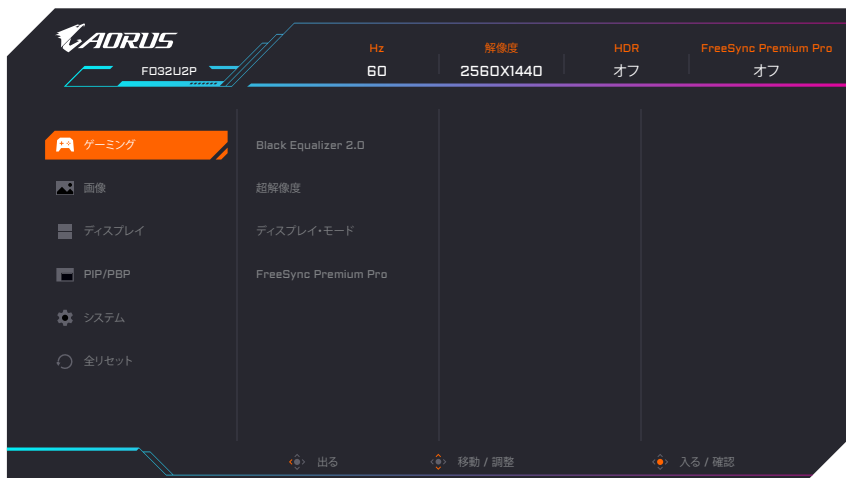 AORUS
FO32U2P
Hz
60
解像度
2560X1440
HDR
オフ
FreeSync Premium Pro
オフ
ゲーミング
画像
ディスプレイ
PIP/PBP
システム
全リセット
Black Equalizer 2.0
超解像度
ディスプレイ・モード
FreeSync Premium Pro
出る
移動 / 調整
入る / 確認